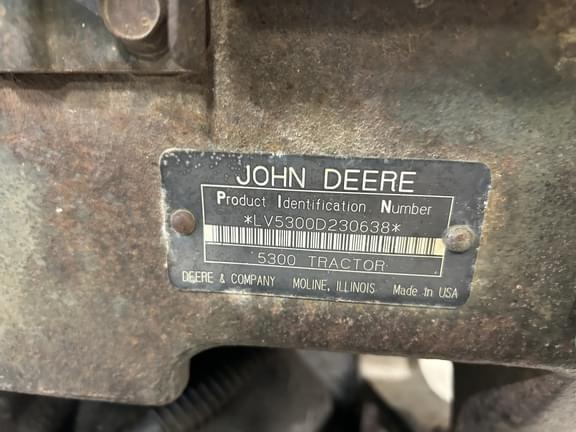 JOHN DEERE
Product Identification Number
*LV5300D230638*
5300 TRACTOR
DEERE & COMPANY MOLINE, ILLINOIS Made in USA